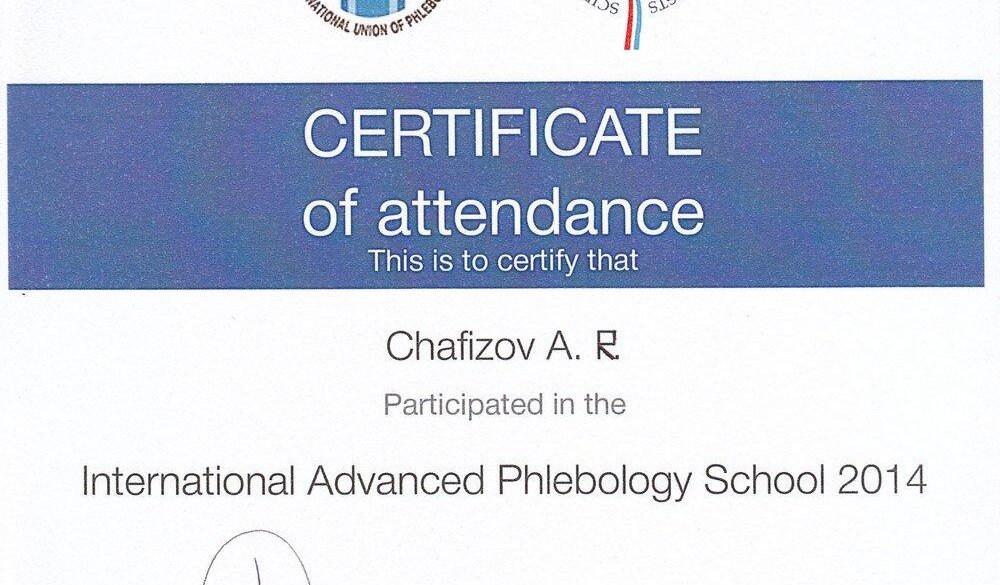 NATIONAL UNION OF PHLEBO
CERTIFICATE
of attendance
This is to certify that
Chafizov A. R.
Participated in the
International Advanced Phlebology School 2014